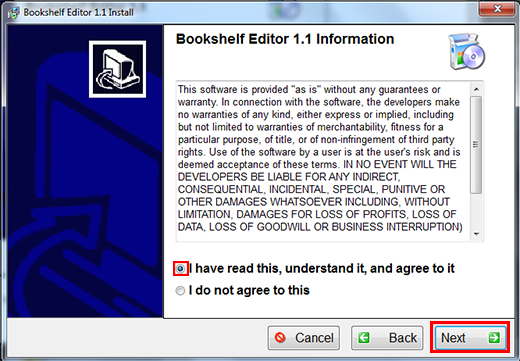 Bookshelf Editor 1.1 Install
Bookshelf Editor 1.1 Information
This software is provided "as is" without any guarantees or
warranty. In connection with the software, the developers make
no warranties of any kind, either express or implied, including
but not limited to warranties of merchantability, fitness for a
particular purpose, of title, or of non-infringement of third party
rights. Use of the software by a user is at the user's risk and is
deemed acceptance of these terms. IN NO EVENT WILL THE
DEVELOPERS BE LIABLE FOR ANY INDIRECT,
CONSEQUENTIAL, INCIDENTAL, SPECIAL, PUNITIVE OR
OTHER DAMAGES WHATSOEVER INCLUDING, WITHOUT
LIMITATION, DAMAGES FOR LOSS OF PROFITS, LOSS OF
DATA, LOSS OF GOODWILL OR BUSINESS INTERRUPTION)
I have read this, understand it, and agree to it
I do not agree to this
Cancel Back Next